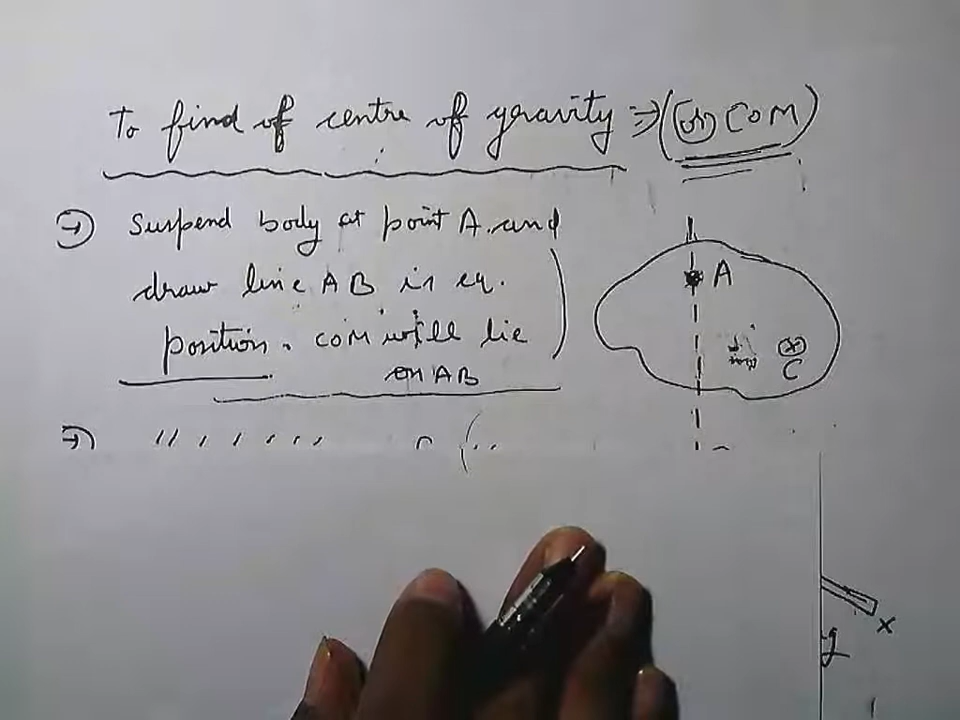 To find of centre of gravity ⇒ ((or) COM)
→ Suspend body at point A. and
draw line AB in eq.
position. COM will lie
on AB
A
C
→ " , , , , ,
x
y